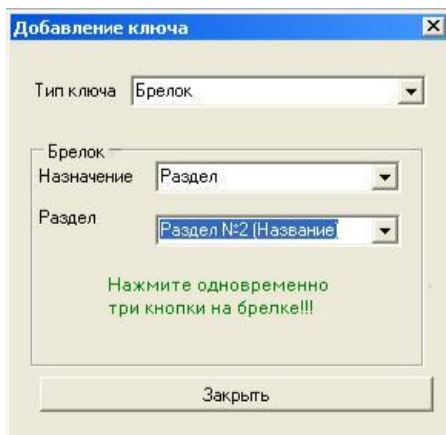 Добавление ключа
Тип ключа Брелок
Брелок
Назначение Раздел
Раздел Раздел №2 (Название)
Нажмите одновременно
три кнопки на брелке!!!
Закрыть